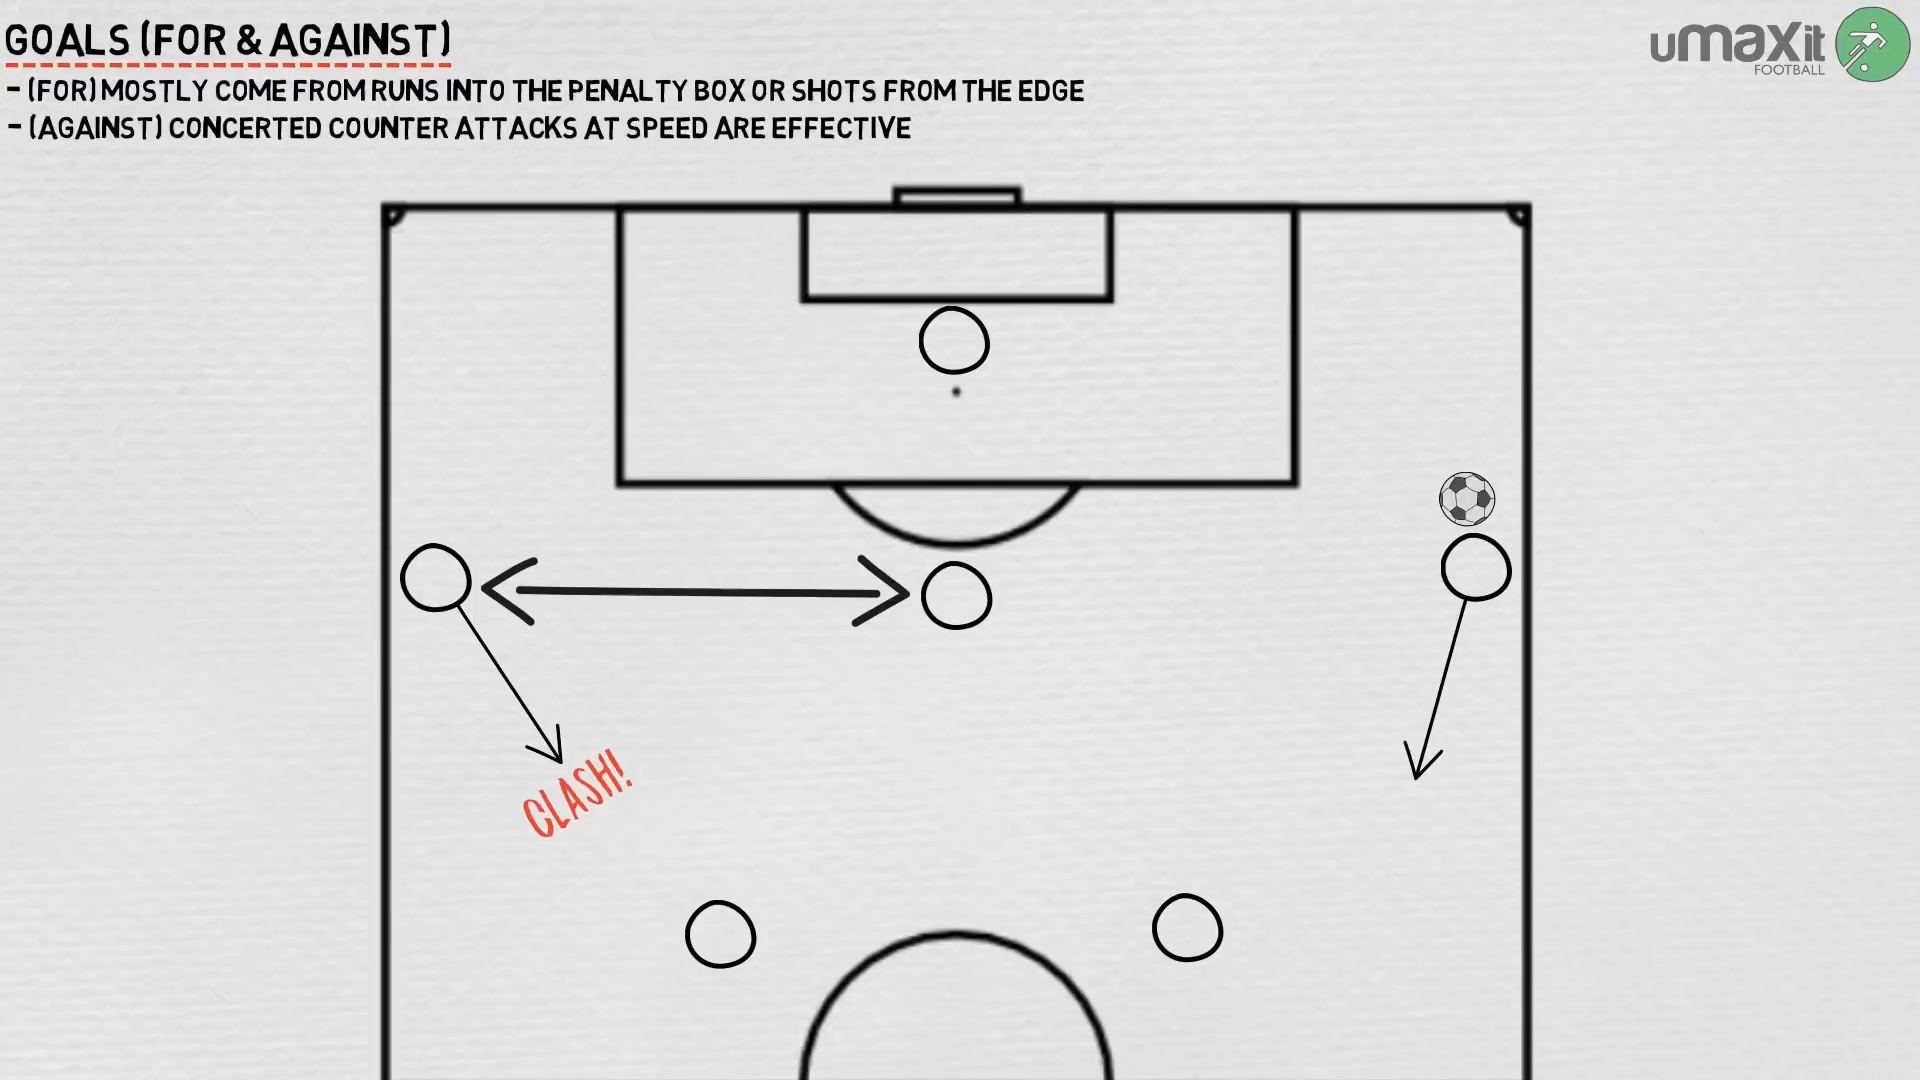 GOALS (FOR & AGAINST)
- (FOR) MOSTLY COME FROM RUNS INTO THE PENALTY BOX OR SHOTS FROM THE EDGE
- (AGAINST) CONCERTED COUNTER ATTACKS AT SPEED ARE EFFECTIVE
umaxit
FOOTBALL
CLASH!